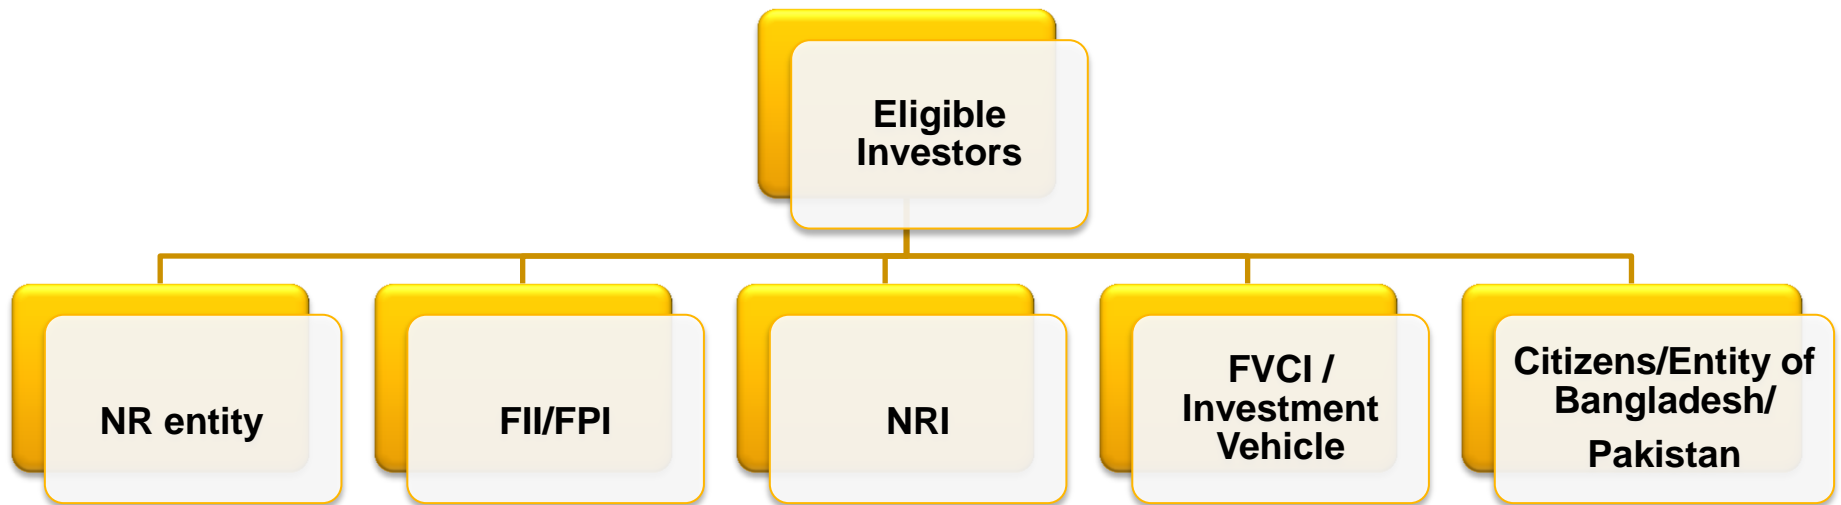 Eligible
Investors
NR entity
FII/FPI
NRI
FVCI /
Investment
Vehicle
Citizens/Entity of
Bangladesh/
Pakistan